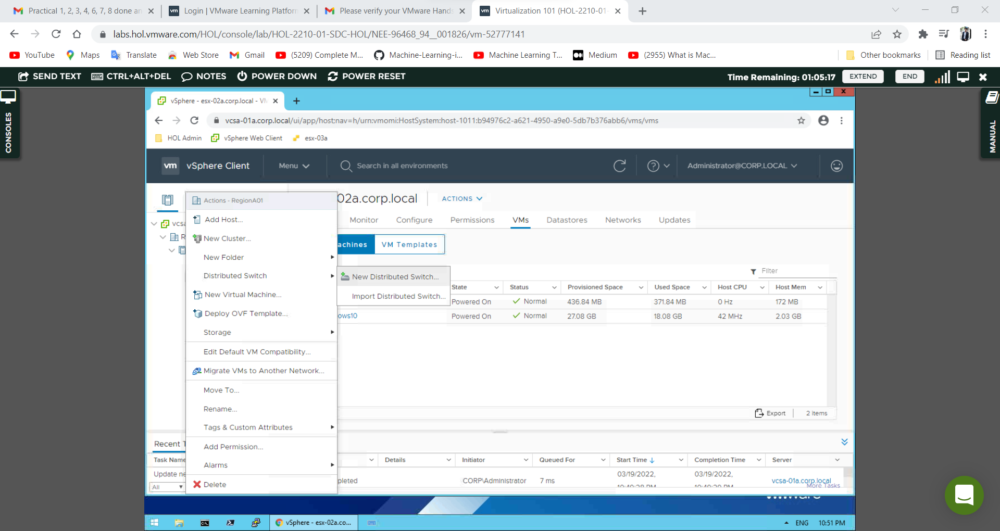 Practical 1, 2, 3, 4, 6, 7, 8 done an
Login | VMware Learning Platform
Please verify your VMware Hands
vm Virtualization 101 (HOL-2210-01-
labs.hol.vmware.com/HOL/console/lab/HOL-2210-01-SDC-HOL/NEE-96468_94__001826/vm-52777141
YouTube Maps Translate Web Store Gmail (5209) Complete M... Machine-Learning-i... Machine Learning T... Medium (2955) What is Mac... Other bookmarks Reading list
SEND TEXT CTRL+ALT+DEL NOTES POWER DOWN POWER RESET Time Remaining: 01:05:17 EXTEND END
CONSOLES
MANUAL
vSphere - esx-02a.corp.local - VM
vcsa-01a.corp.local/ui/app/host;nav=h/urn:vmomi:HostSystem:host-1011:b94976c2-a621-4950-a9e0-5db7b376abb6/vms/vms
HOL Admin vSphere Web Client esx-03a
vm vSphere Client Menu Search in all environments Administrator@CORP.LOCAL
02a.corp.local ACTIONS
Monitor Configure Permissions VMs Datastores Networks Updates
achines VM Templates
vcsa
R
Actions - RegionA01
Add Host...
New Cluster...
New Folder
Distributed Switch
New Virtual Machine...
Deploy OVF Template...
Storage
Edit Default VM Compatibility...
Migrate VMs to Another Network...
Move To...
Rename...
Tags & Custom Attributes
Add Permission...
Alarms
Delete
New Distributed Switch...
Import Distributed Switch...
Filter
State Status Provisioned Space Used Space Host CPU Host Mem
Powered On Normal 436.84 MB 371.84 MB 0 Hz 172 MB
ows10 Powered On Normal 27.08 GB 18.08 GB 42 MHz 2.03 GB
Export 2 items
Recent T
Task Name Details Initiator Queued For Start Time Completion Time Server
Update ne pleted CORP\Administrator 7 ms 03/19/2022, 03/19/2022, vcsa-01a.corp.local
All More Tasks
vmware
vSphere - esx-02a.co... ENG 10:51 PM